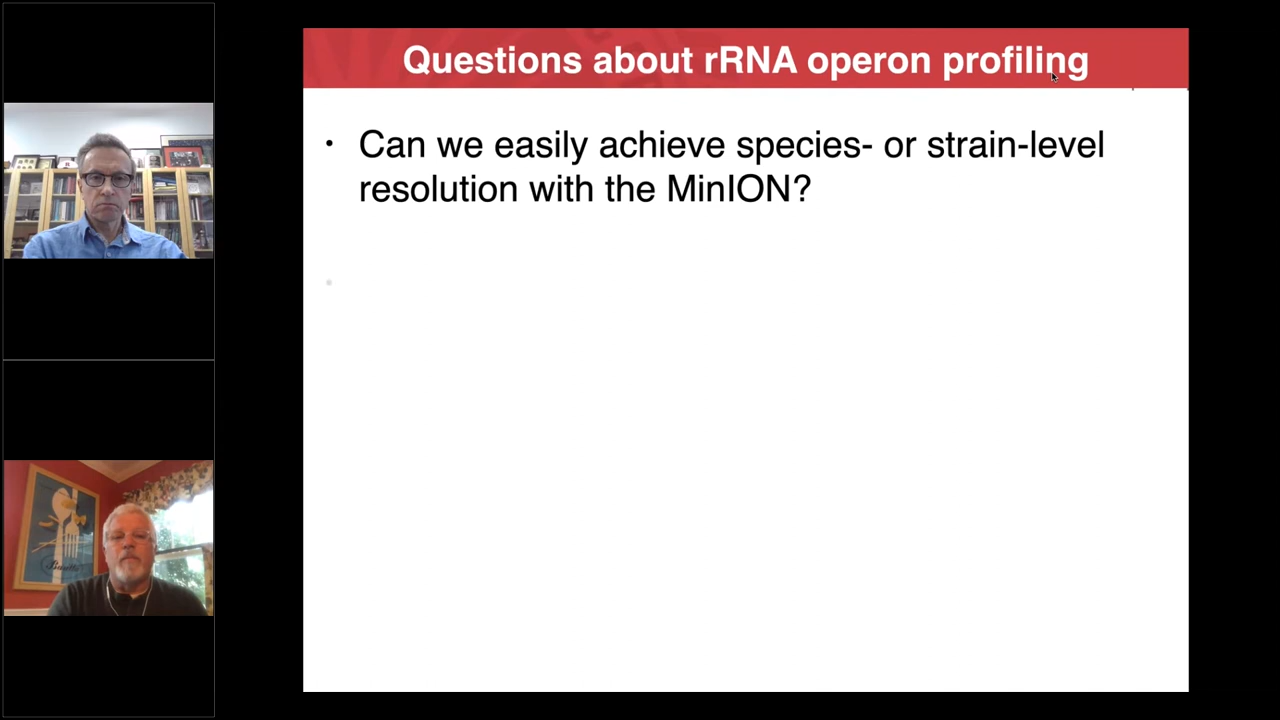 Questions about rRNA operon profiling
• Can we easily achieve species- or strain-level
resolution with the MinION?